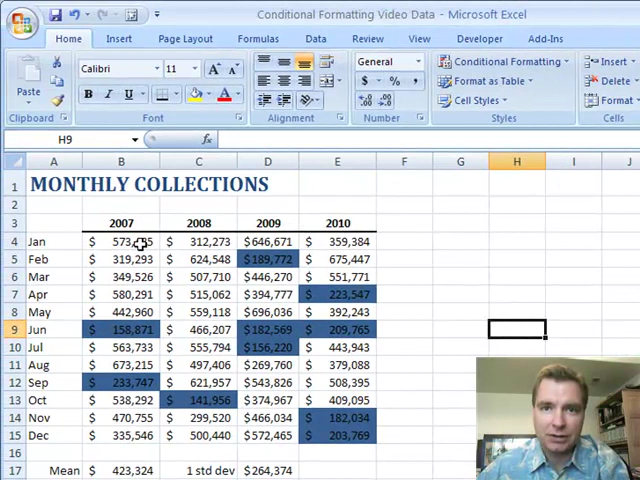 Conditional Formatting Video Data - Microsoft Excel
Home Insert Page Layout Formulas Data Review View Developer Add-Ins
Calibri 11 General Conditional Formatting Insert
Paste B I U $ % , Format as Table Delete
Cell Styles Format
Clipboard Font Alignment Number Styles Cells
H9 fx
A B C D E F G H I J
1 MONTHLY COLLECTIONS
2
3 2007 2008 2009 2010
4 Jan $ $ 312,273 $646,671 $ 359,384
5 Feb $ 319,293 $ 624,548 $189,772 $ 675,447
6 Mar $ 349,526 $ 507,710 $446,270 $ 551,771
7 Apr $ 580,291 $ 515,062 $394,777 $ 223,547
8 May $ 442,960 $ 559,118 $696,036 $ 392,243
9 Jun $ 158,871 $ 466,207 $182,569 $ 209,765
10 Jul $ 563,733 $ 555,794 $156,220 $ 443,943
11 Aug $ 673,215 $ 497,406 $269,760 $ 379,088
12 Sep $ 233,747 $ 621,957 $543,826 $ 508,395
13 Oct $ 538,292 $ 141,956 $374,967 $ 409,095
14 Nov $ 470,755 $ 299,520 $466,034 $ 182,034
15 Dec $ 335,546 $ 500,440 $572,465 $ 203,769
16
17 Mean $ 423,324 1 std dev $264,374